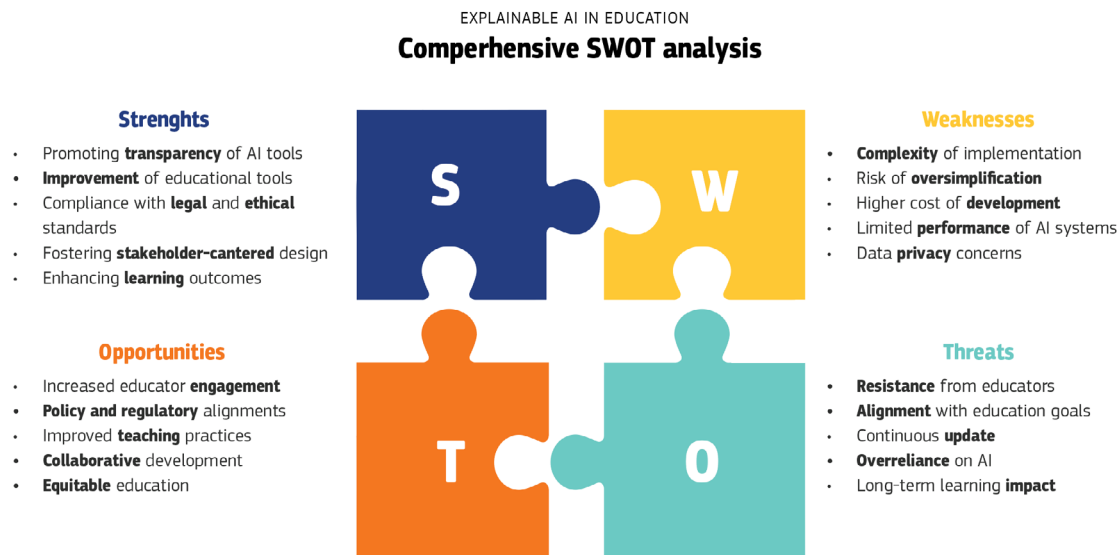 EXPLAINABLE AI IN EDUCATION
Comperhensive SWOT analysis
Strenghts
• Promoting transparency of AI tools
• Improvement of educational tools
• Compliance with legal and ethical
standards
• Fostering stakeholder-cantered design
• Enhancing learning outcomes
S
W
Weaknesses
• Complexity of implementation
• Risk of oversimplification
• Higher cost of development
• Limited performance of AI systems
• Data privacy concerns
Opportunities
• Increased educator engagement
• Policy and regulatory alignments
• Improved teaching practices
• Collaborative development
• Equitable education
T
O
Threats
• Resistance from educators
• Alignment with education goals
• Continuous update
• Overreliance on AI
• Long-term learning impact